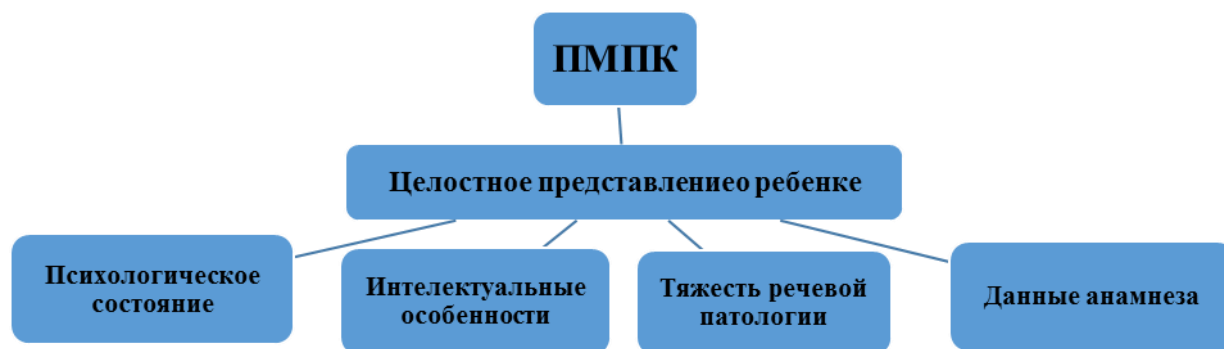 ПМПК
Целостное представлениео ребенке
Психологическое
состояние
Интелектуальные
особенности
Тяжесть речевой
патологии
Данные анамнеза